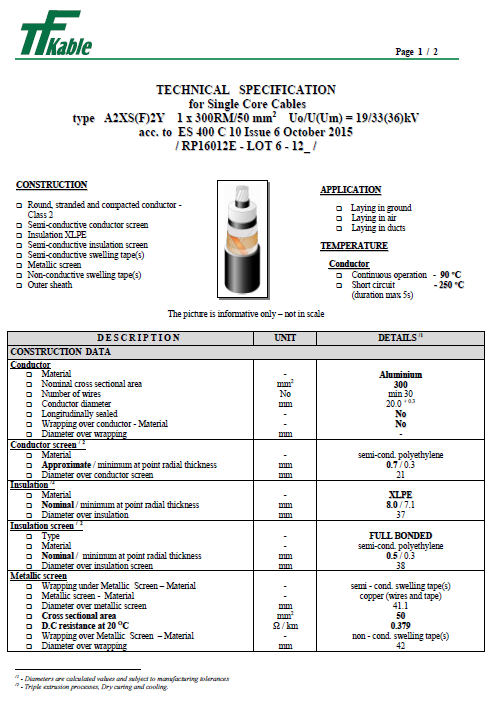 TF Kable
Page 1 / 2
TECHNICAL SPECIFICATION
for Single Core Cables
type A2XS(F)2Y 1 x 300RM/50 mm² Uo/U(Um) = 19/33(36)kV
acc. to ES 400 C 10 Issue 6 October 2015
/ RP16012E - LOT 6 - 12_ /
CONSTRUCTION
❑ Round, stranded and compacted conductor -
Class 2
❑ Semi-conductive conductor screen
❑ Insulation XLPE
❑ Semi-conductive insulation screen
❑ Semi-conductive swelling tape(s)
❑ Metallic screen
❑ Non-conductive swelling tape(s)
❑ Outer sheath
APPLICATION
❑ Laying in ground
❑ Laying in air
❑ Laying in ducts
TEMPERATURE
Conductor
❑ Continuous operation - 90 °C
❑ Short circuit - 250 °C
(duration max 5s)
The picture is informative only – not in scale
DESCRIPTION UNIT DETAILS /1
CONSTRUCTION DATA
Conductor
❑ Material - Aluminium
❑ Nominal cross sectional area mm² 300
❑ Number of wires No min 30
❑ Conductor diameter mm 20.0 ± 0,3
❑ Longitudinally sealed - No
❑ Wrapping over conductor - Material - No
❑ Diameter over wrapping mm -
Conductor screen /2
❑ Material - semi-cond. polyethylene
❑ Approximate / minimum at point radial thickness mm 0.7 / 0.3
❑ Diameter over conductor screen mm 21
Insulation /2
❑ Material - XLPE
❑ Nominal / minimum at point radial thickness mm 8.0 / 7.1
❑ Diameter over insulation mm 37
Insulation screen /2
❑ Type - FULL BONDED
❑ Material - semi-cond. polyethylene
❑ Nominal / minimum at point radial thickness mm 0.5 / 0.3
❑ Diameter over insulation screen mm 38
Metallic screen
❑ Wrapping under Metallic Screen – Material - semi - cond. swelling tape(s)
❑ Metallic screen - Material - copper (wires and tape)
❑ Diameter over metallic screen mm 41.1
❑ Cross sectional area mm² 50
❑ D.C resistance at 20 °C Ω / km 0.379
❑ Wrapping over Metallic Screen – Material - non - cond. swelling tape(s)
❑ Diameter over wrapping mm 42
/1 - Diameters are calculated values and subject to manufacturing tolerances
/2 - Triple extrusion processes, Dry curing and cooling.